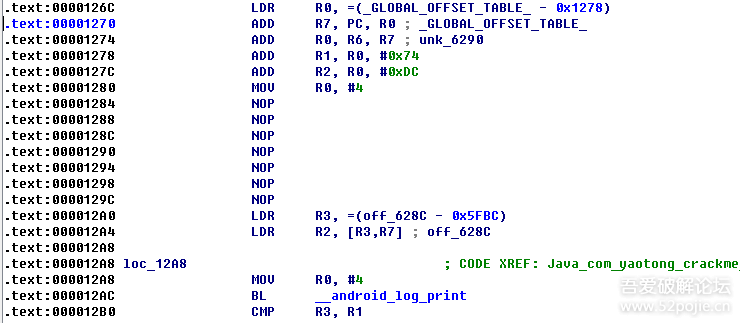 .text:0000126C LDR R0, =(_GLOBAL_OFFSET_TABLE_ - 0x1278)
.text:00001270 ADD R7, PC, R0 ; _GLOBAL_OFFSET_TABLE_
.text:00001274 ADD R0, R6, R7 ; unk_6290
.text:00001278 ADD R1, R0, #0x74
.text:0000127C ADD R2, R0, #0xDC
.text:00001280 MOV R0, #4
.text:00001284 NOP
.text:00001288 NOP
.text:0000128C NOP
.text:00001290 NOP
.text:00001294 NOP
.text:00001298 NOP
.text:0000129C NOP
.text:000012A0 LDR R3, =(off_628C - 0x5FBC)
.text:000012A4 LDR R2, [R3,R7] ; off_628C
.text:000012A8
.text:000012A8 loc_12A8 ; CODE XREF: Java_com_yaotong_crackme_
.text:000012A8 MOV R0, #4
.text:000012AC BL __android_log_print
.text:000012B0 CMP R3, R1
吾爱破解论坛
www.52pojie.cn